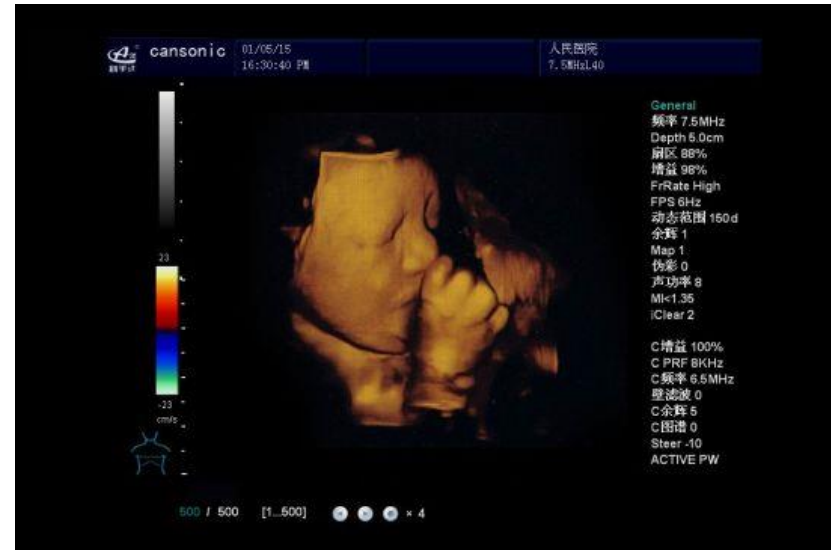 cansonic
01/05/15
16:30:40 PM
人民医院
7.5MHzL40
General
频率 7.5MHz
Depth 5.0cm
扇区 88%
增益 98%
FrRate High
FPS 6Hz
动态范围 150d
余辉 1
Map 1
伪彩 0
声功率 8
MI<1.35
iClear 2
23
-23
cm/s
C增益 100%
C PRF 8KHz
C频率 6.5MHz
壁滤波 0
C余辉 5
C图谱 0
Steer -10
ACTIVE PW
500 / 500 [1...500] × 4